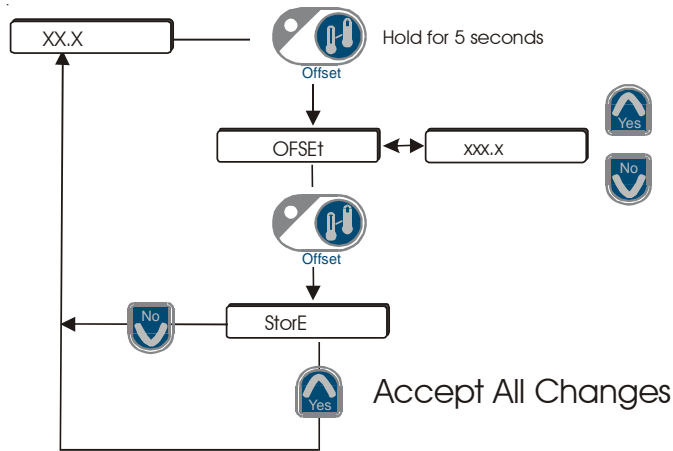 XX.X
Hold for 5 seconds
Offset
OFSEt
xxx.x
Yes
No
Offset
StorE
No
Yes
Accept All Changes